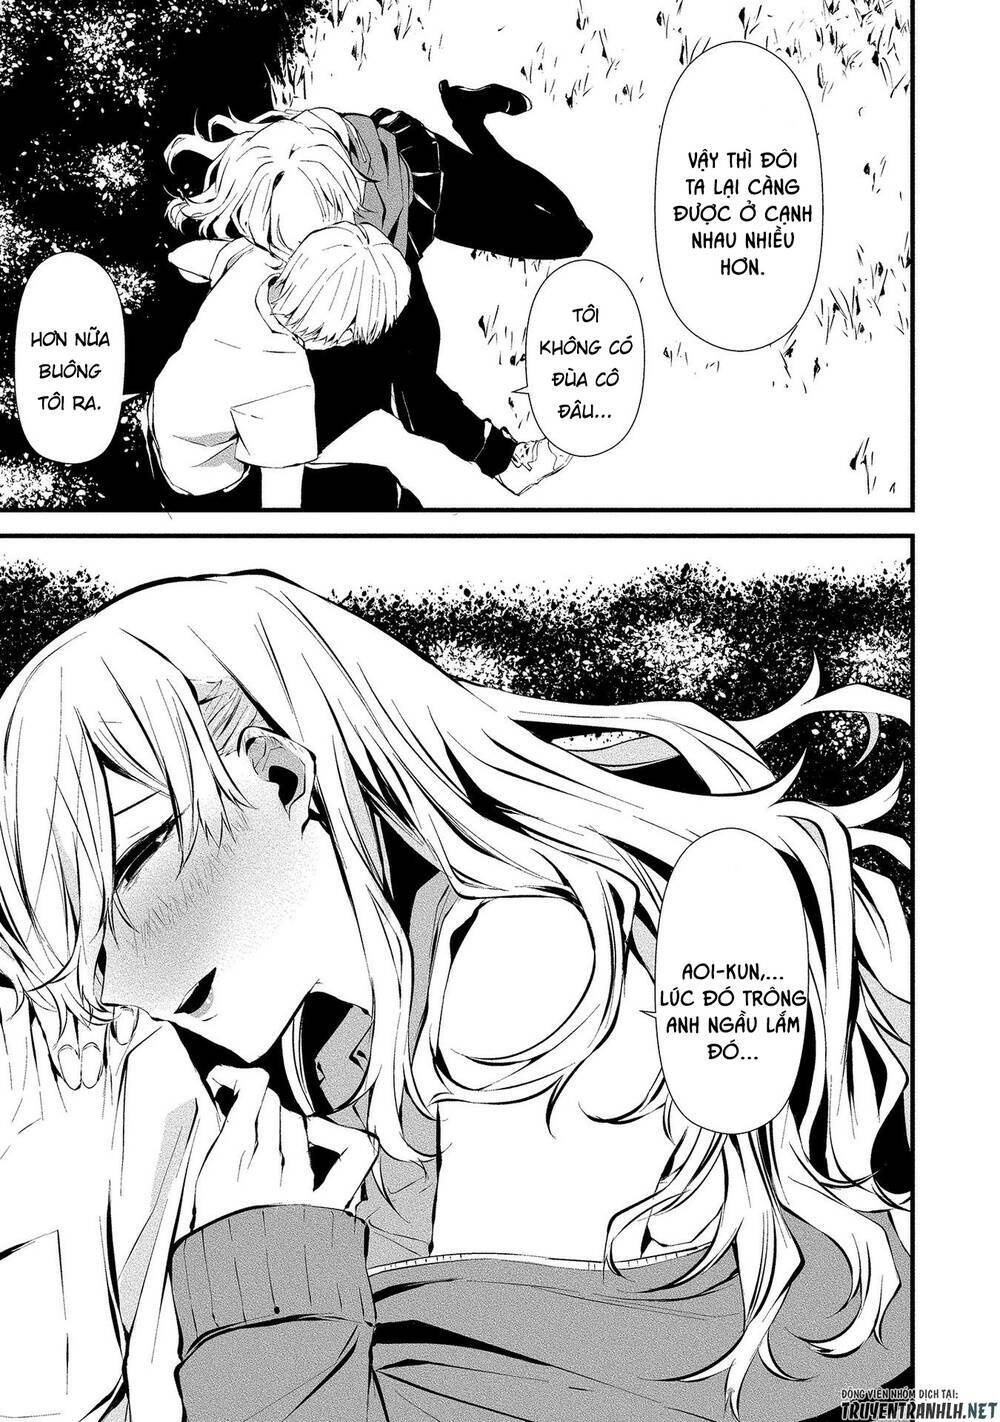 VẬY THÌ ĐÔI
TA LẠI CÀNG
ĐƯỢC Ở CẠNH
NHAU NHIỀU
HƠN.
TÔI
KHÔNG CÓ
ĐÙA CÔ
ĐÂU...
HƠN NỮA
BUÔNG
TÔI RA.
AOI-KUN,...
LÚC ĐÓ TRÔNG
ANH NGẦU LẮM
ĐÓ...
ĐỘNG VIÊN NHÓM DỊCH TẠI:
TRUYENTRANHLH.NET